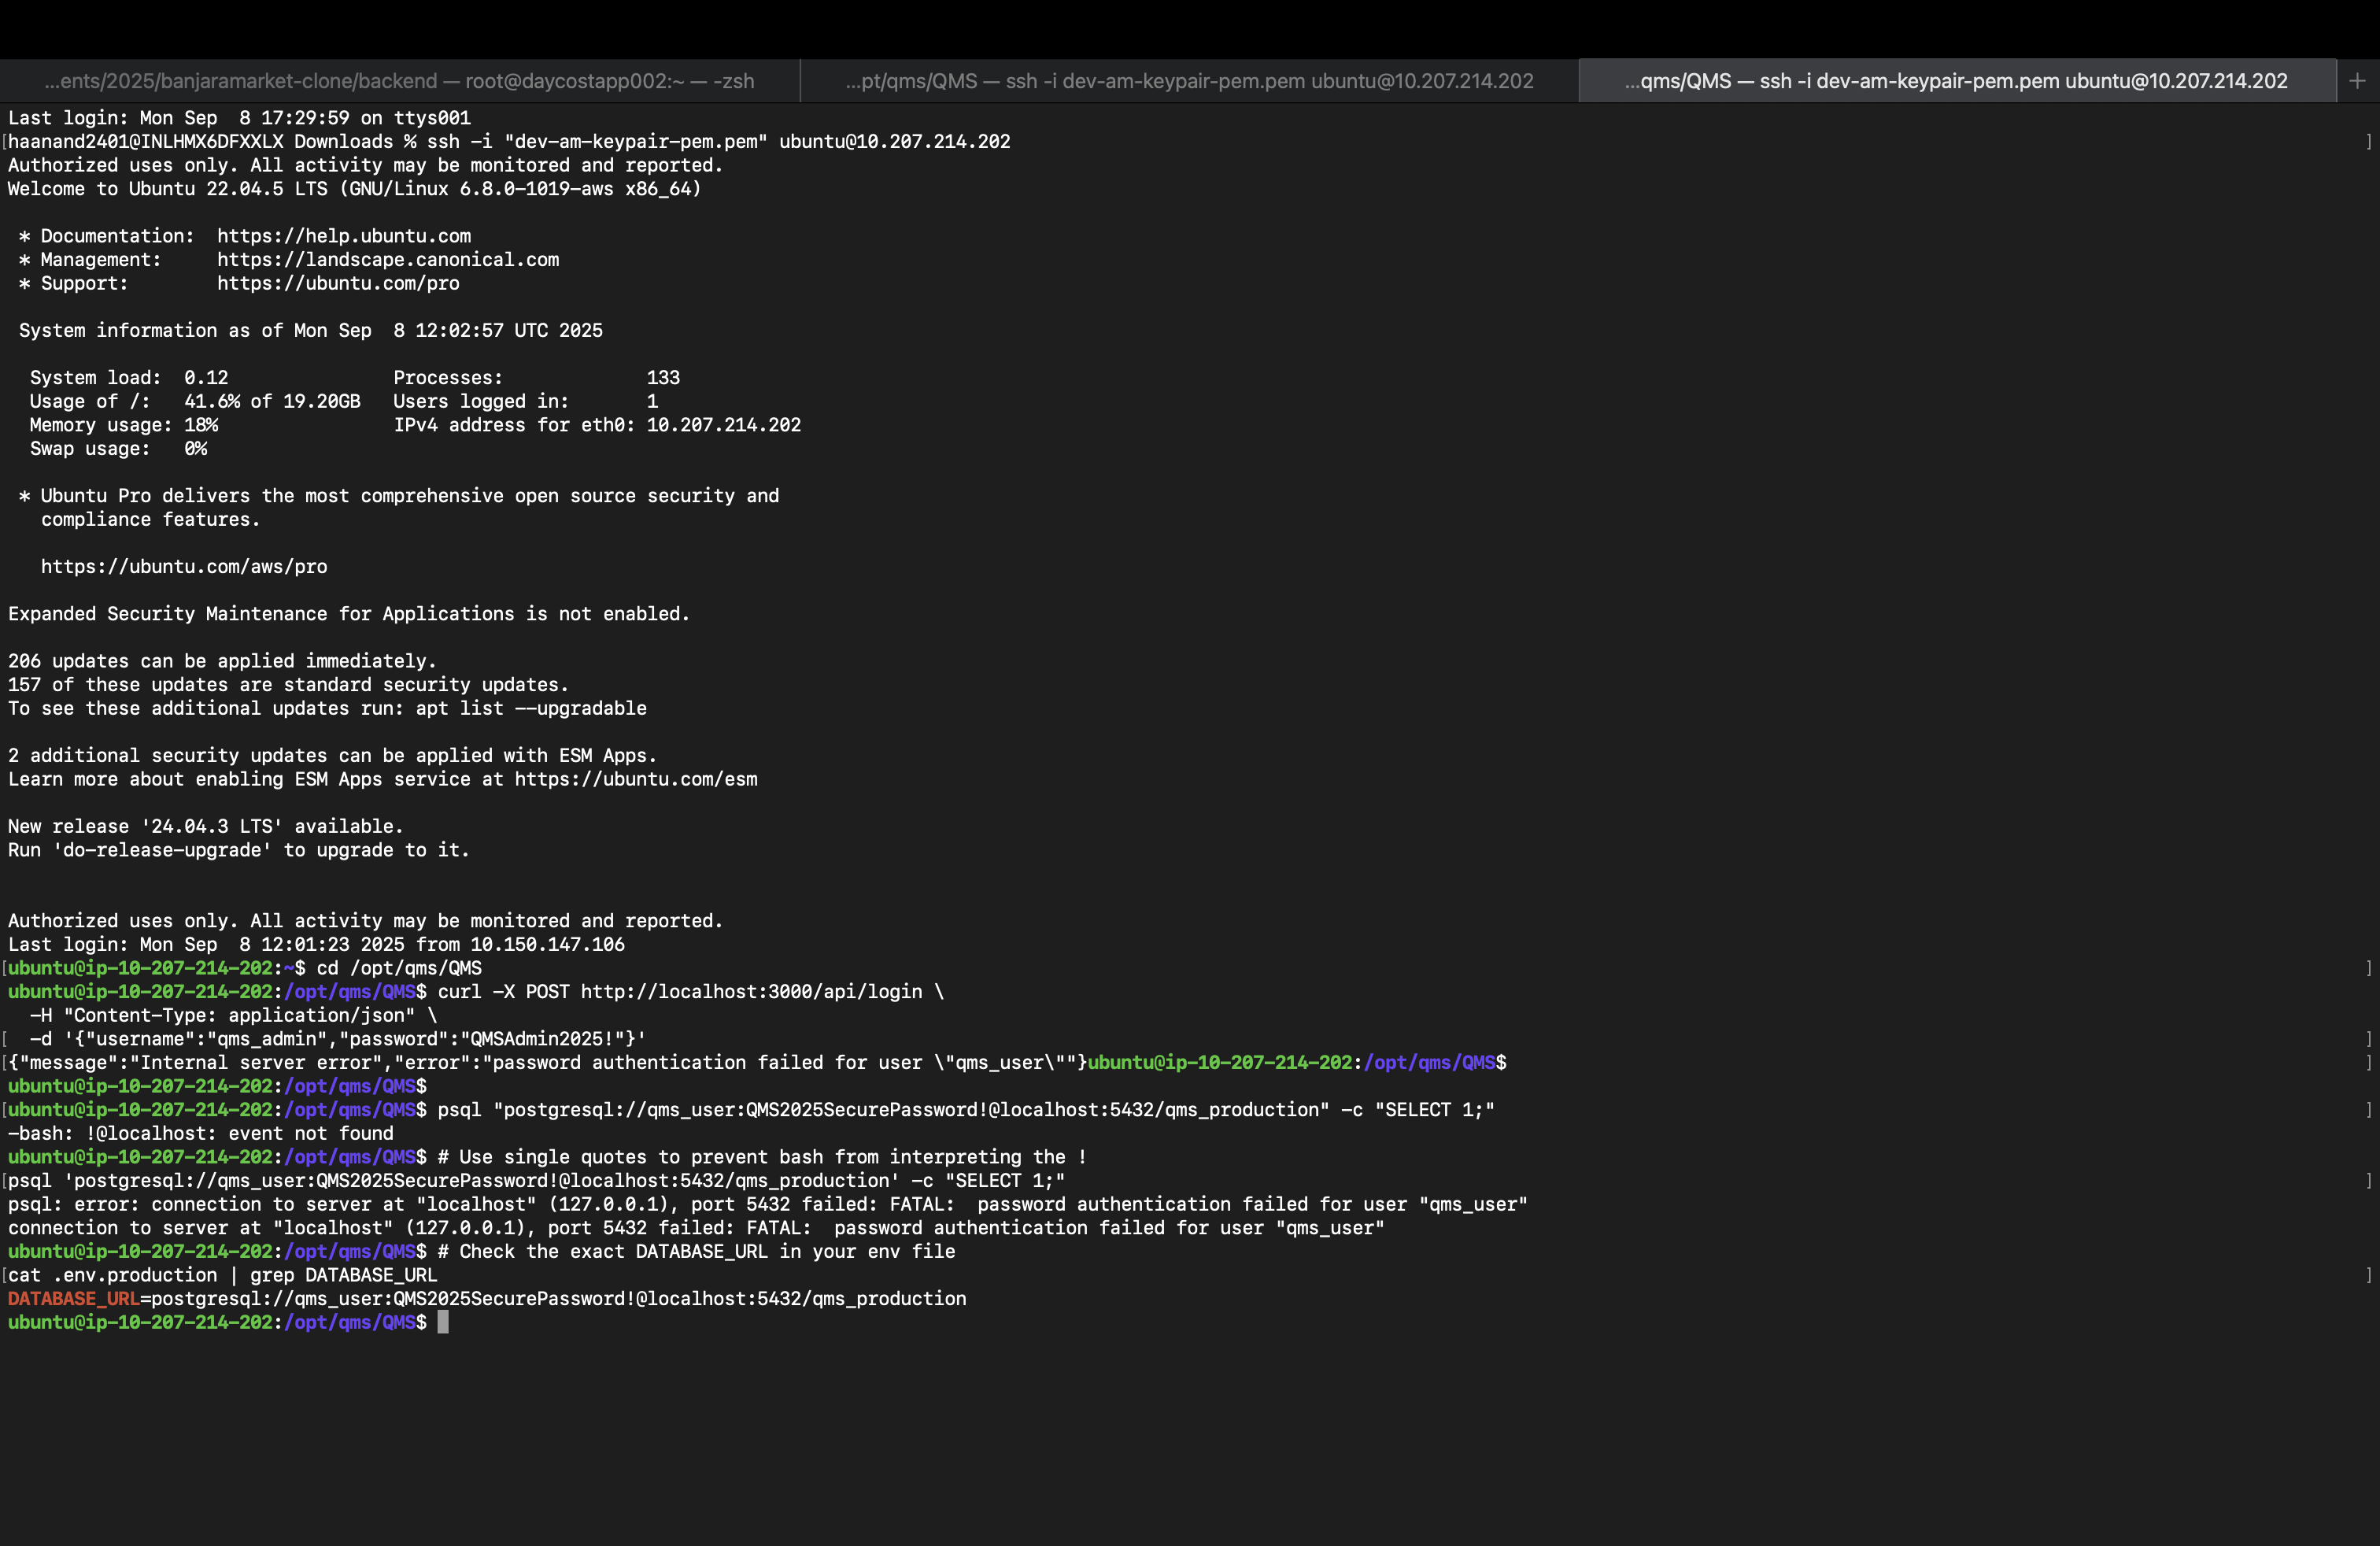 ...ents/2025/banjaramarket-clone/backend — root@daycostapp002:~ — -zsh
...pt/qms/QMS — ssh -i dev-am-keypair-pem.pem ubuntu@10.207.214.202
...qms/QMS — ssh -i dev-am-keypair-pem.pem ubuntu@10.207.214.202
+
Last login: Mon Sep  8 17:29:59 on ttys001
[haanand2401@INLHMX6DFXXLX Downloads % ssh -i "dev-am-keypair-pem.pem" ubuntu@10.207.214.202 ]
Authorized uses only. All activity may be monitored and reported.
Welcome to Ubuntu 22.04.5 LTS (GNU/Linux 6.8.0-1019-aws x86_64)
 * Documentation:  https://help.ubuntu.com
 * Management:     https://landscape.canonical.com
 * Support:        https://ubuntu.com/pro
 System information as of Mon Sep  8 12:02:57 UTC 2025
  System load:  0.12               Processes:             133
  Usage of /:   41.6% of 19.20GB   Users logged in:       1
  Memory usage: 18%                IPv4 address for eth0: 10.207.214.202
  Swap usage:   0%
 * Ubuntu Pro delivers the most comprehensive open source security and
   compliance features.
   https://ubuntu.com/aws/pro
Expanded Security Maintenance for Applications is not enabled.
206 updates can be applied immediately.
157 of these updates are standard security updates.
To see these additional updates run: apt list --upgradable
2 additional security updates can be applied with ESM Apps.
Learn more about enabling ESM Apps service at https://ubuntu.com/esm
New release '24.04.3 LTS' available.
Run 'do-release-upgrade' to upgrade to it.
Authorized uses only. All activity may be monitored and reported.
Last login: Mon Sep  8 12:01:23 2025 from 10.150.147.106
[ubuntu@ip-10-207-214-202:~$ cd /opt/qms/QMS ]
ubuntu@ip-10-207-214-202:/opt/qms/QMS$ curl -X POST http://localhost:3000/api/login \
  -H "Content-Type: application/json" \
[  -d '{"username":"qms_admin","password":"QMSAdmin2025!"}' ]
[{"message":"Internal server error","error":"password authentication failed for user \"qms_user\""}ubuntu@ip-10-207-214-202:/opt/qms/QMS$ ]
ubuntu@ip-10-207-214-202:/opt/qms/QMS$
[ubuntu@ip-10-207-214-202:/opt/qms/QMS$ psql "postgresql://qms_user:QMS2025SecurePassword!@localhost:5432/qms_production" -c "SELECT 1;" ]
-bash: !@localhost: event not found
ubuntu@ip-10-207-214-202:/opt/qms/QMS$ # Use single quotes to prevent bash from interpreting the !
[psql 'postgresql://qms_user:QMS2025SecurePassword!@localhost:5432/qms_production' -c "SELECT 1;" ]
psql: error: connection to server at "localhost" (127.0.0.1), port 5432 failed: FATAL:  password authentication failed for user "qms_user"
connection to server at "localhost" (127.0.0.1), port 5432 failed: FATAL:  password authentication failed for user "qms_user"
ubuntu@ip-10-207-214-202:/opt/qms/QMS$ # Check the exact DATABASE_URL in your env file
[cat .env.production | grep DATABASE_URL ]
DATABASE_URL=postgresql://qms_user:QMS2025SecurePassword!@localhost:5432/qms_production
ubuntu@ip-10-207-214-202:/opt/qms/QMS$